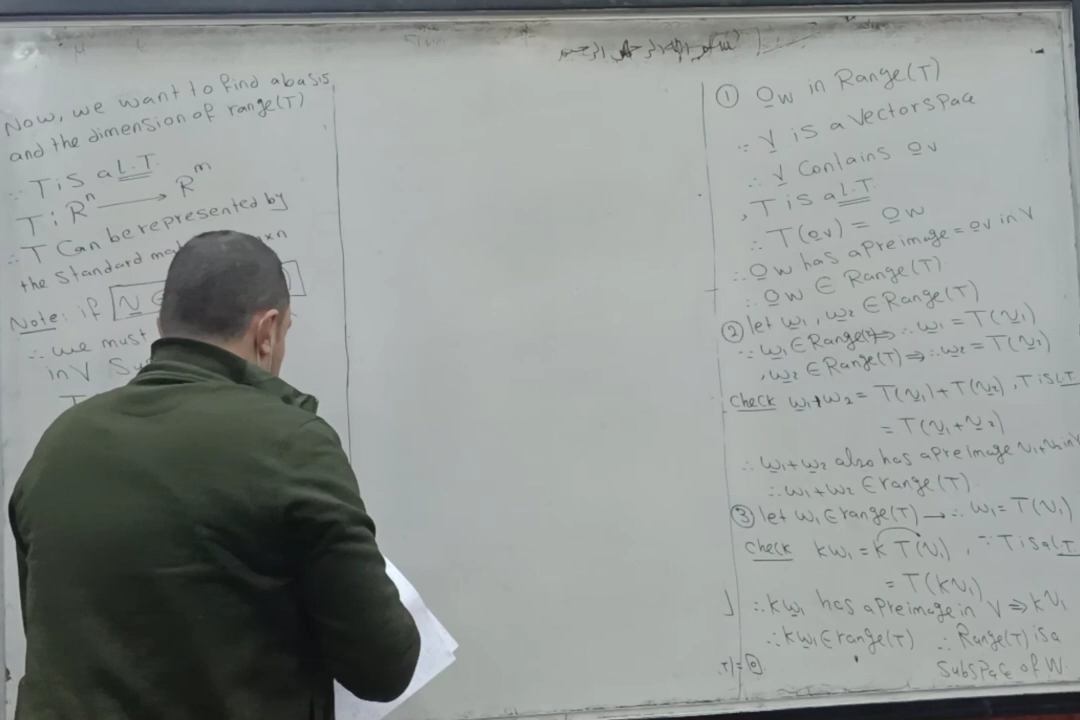 بسم الله الرحمن الرحيم
Now, we want to find a basis
and the dimension of range(T)
∵ T is a L.T.
T : Rⁿ ⟶ Rᵐ
∴ T Can be represented by
the standard
Note: if
∴ we must
in V
① 0w in Range(T)
∵ V is a vector space
∴ V contains 0v
, T is a L.T.
∴ T(0v) = 0w
∴ 0w has a preimage = 0v in V
∴ 0w ∈ Range(T)
② let w₁, w₂ ∈ Range(T)
∵ w₁ ∈ Range(T) ⇒ ∴ w₁ = T(v₁)
, w₂ ∈ Range(T) ⇒ ∴ w₂ = T(v₂)
Check w₁+w₂ = T(v₁)+T(v₂), T is L.T.
= T(v₁+v₂)
∴ w₁+w₂ also has a preimage v₁+v₂ in V
∴ w₁+w₂ ∈ range(T)
③ let w₁ ∈ range(T) → ∴ w₁ = T(v₁)
Check kw₁ = k T(v₁), ∵ T is a L.T.
= T(kv₁)
∴ kw₁ has a preimage in V ⇒ kv₁
∴ kw₁ ∈ range(T) ∴ Range(T) is a
subspace of W.